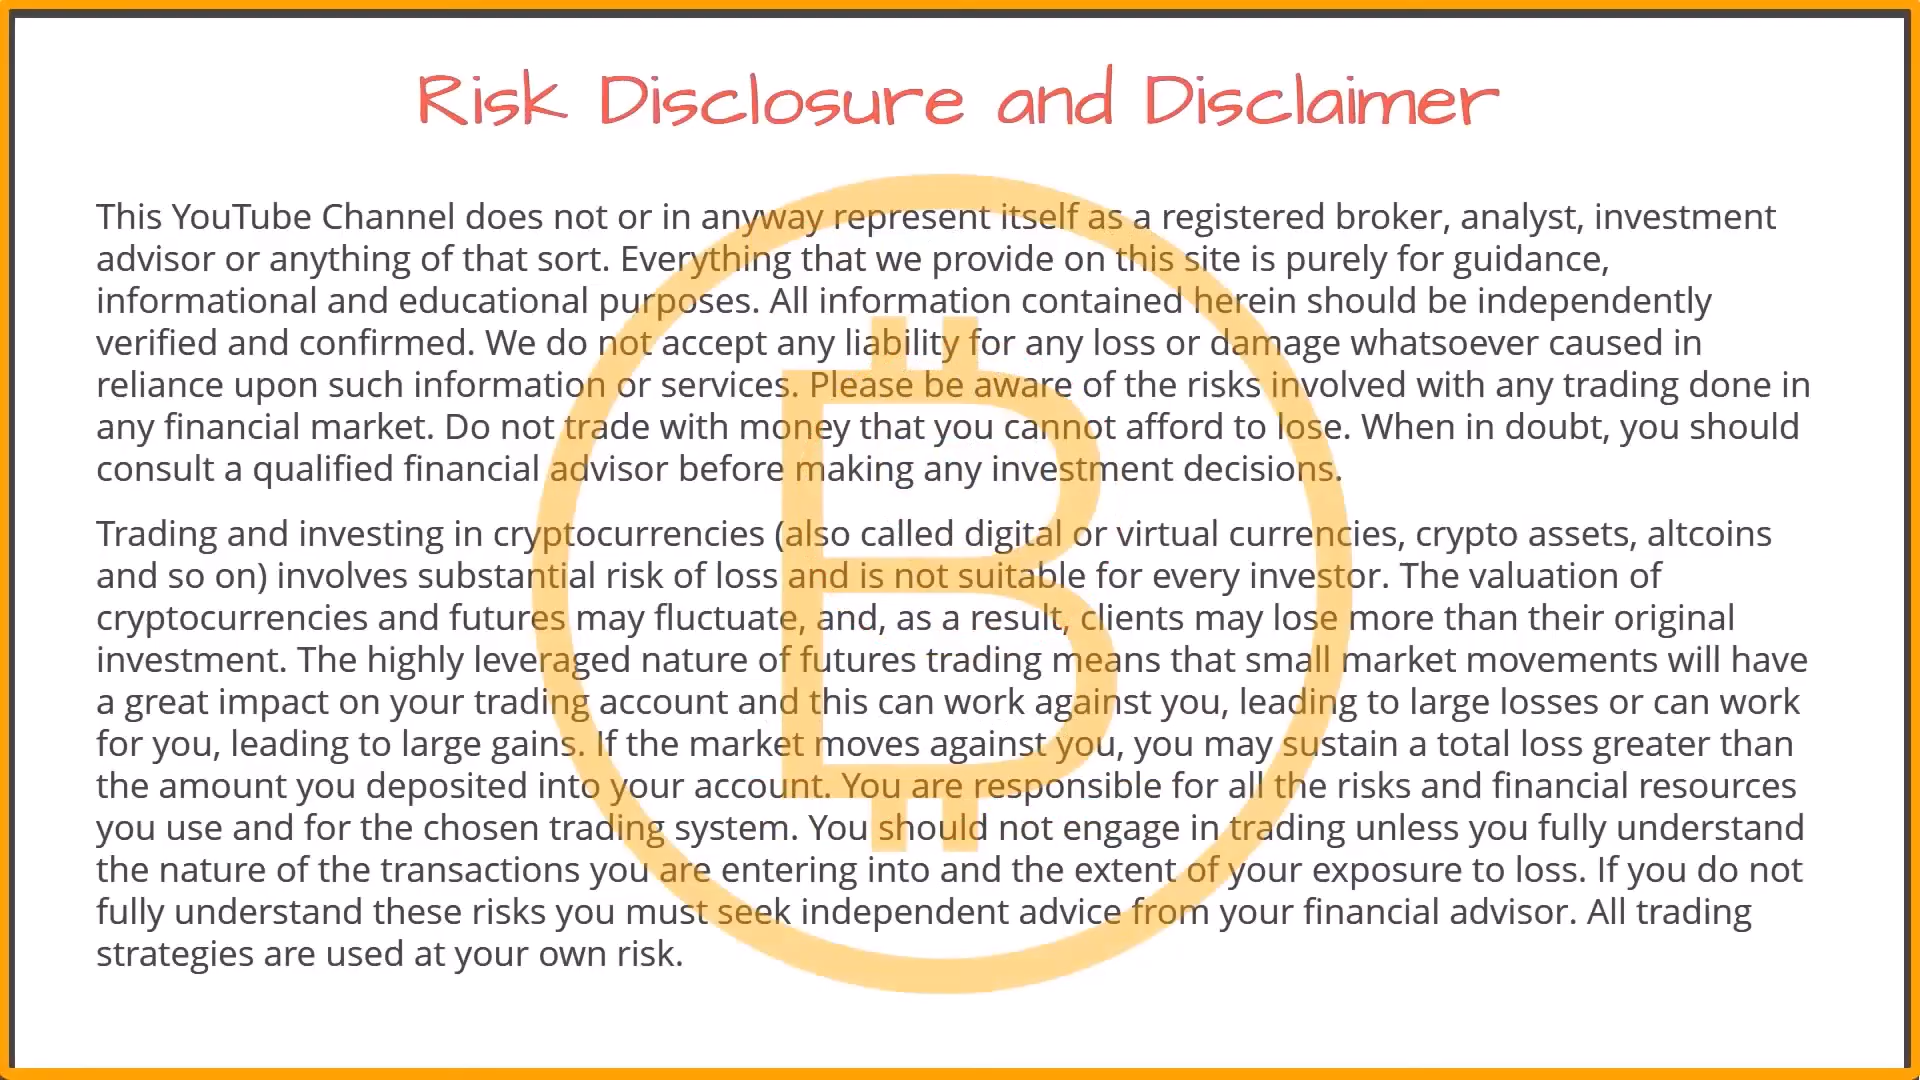 Risk Disclosure and Disclaimer
This YouTube Channel does not or in anyway represent itself as a registered broker, analyst, investment
advisor or anything of that sort. Everything that we provide on this site is purely for guidance,
informational and educational purposes. All information contained herein should be independently
verified and confirmed. We do not accept any liability for any loss or damage whatsoever caused in
reliance upon such information or services. Please be aware of the risks involved with any trading done in
any financial market. Do not trade with money that you cannot afford to lose. When in doubt, you should
consult a qualified financial advisor before making any investment decisions.
Trading and investing in cryptocurrencies (also called digital or virtual currencies, crypto assets, altcoins
and so on) involves substantial risk of loss and is not suitable for every investor. The valuation of
cryptocurrencies and futures may fluctuate, and, as a result, clients may lose more than their original
investment. The highly leveraged nature of futures trading means that small market movements will have
a great impact on your trading account and this can work against you, leading to large losses or can work
for you, leading to large gains. If the market moves against you, you may sustain a total loss greater than
the amount you deposited into your account. You are responsible for all the risks and financial resources
you use and for the chosen trading system. You should not engage in trading unless you fully understand
the nature of the transactions you are entering into and the extent of your exposure to loss. If you do not
fully understand these risks you must seek independent advice from your financial advisor. All trading
strategies are used at your own risk.